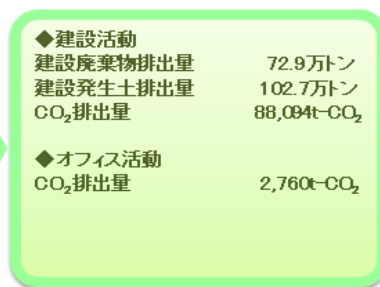 ◆建設活動
建設廃棄物排出量 72.9万トン
建設発生土排出量 102.7万トン
CO₂排出量 88,094t-CO₂
◆オフィス活動
CO₂排出量 2,760t-CO₂